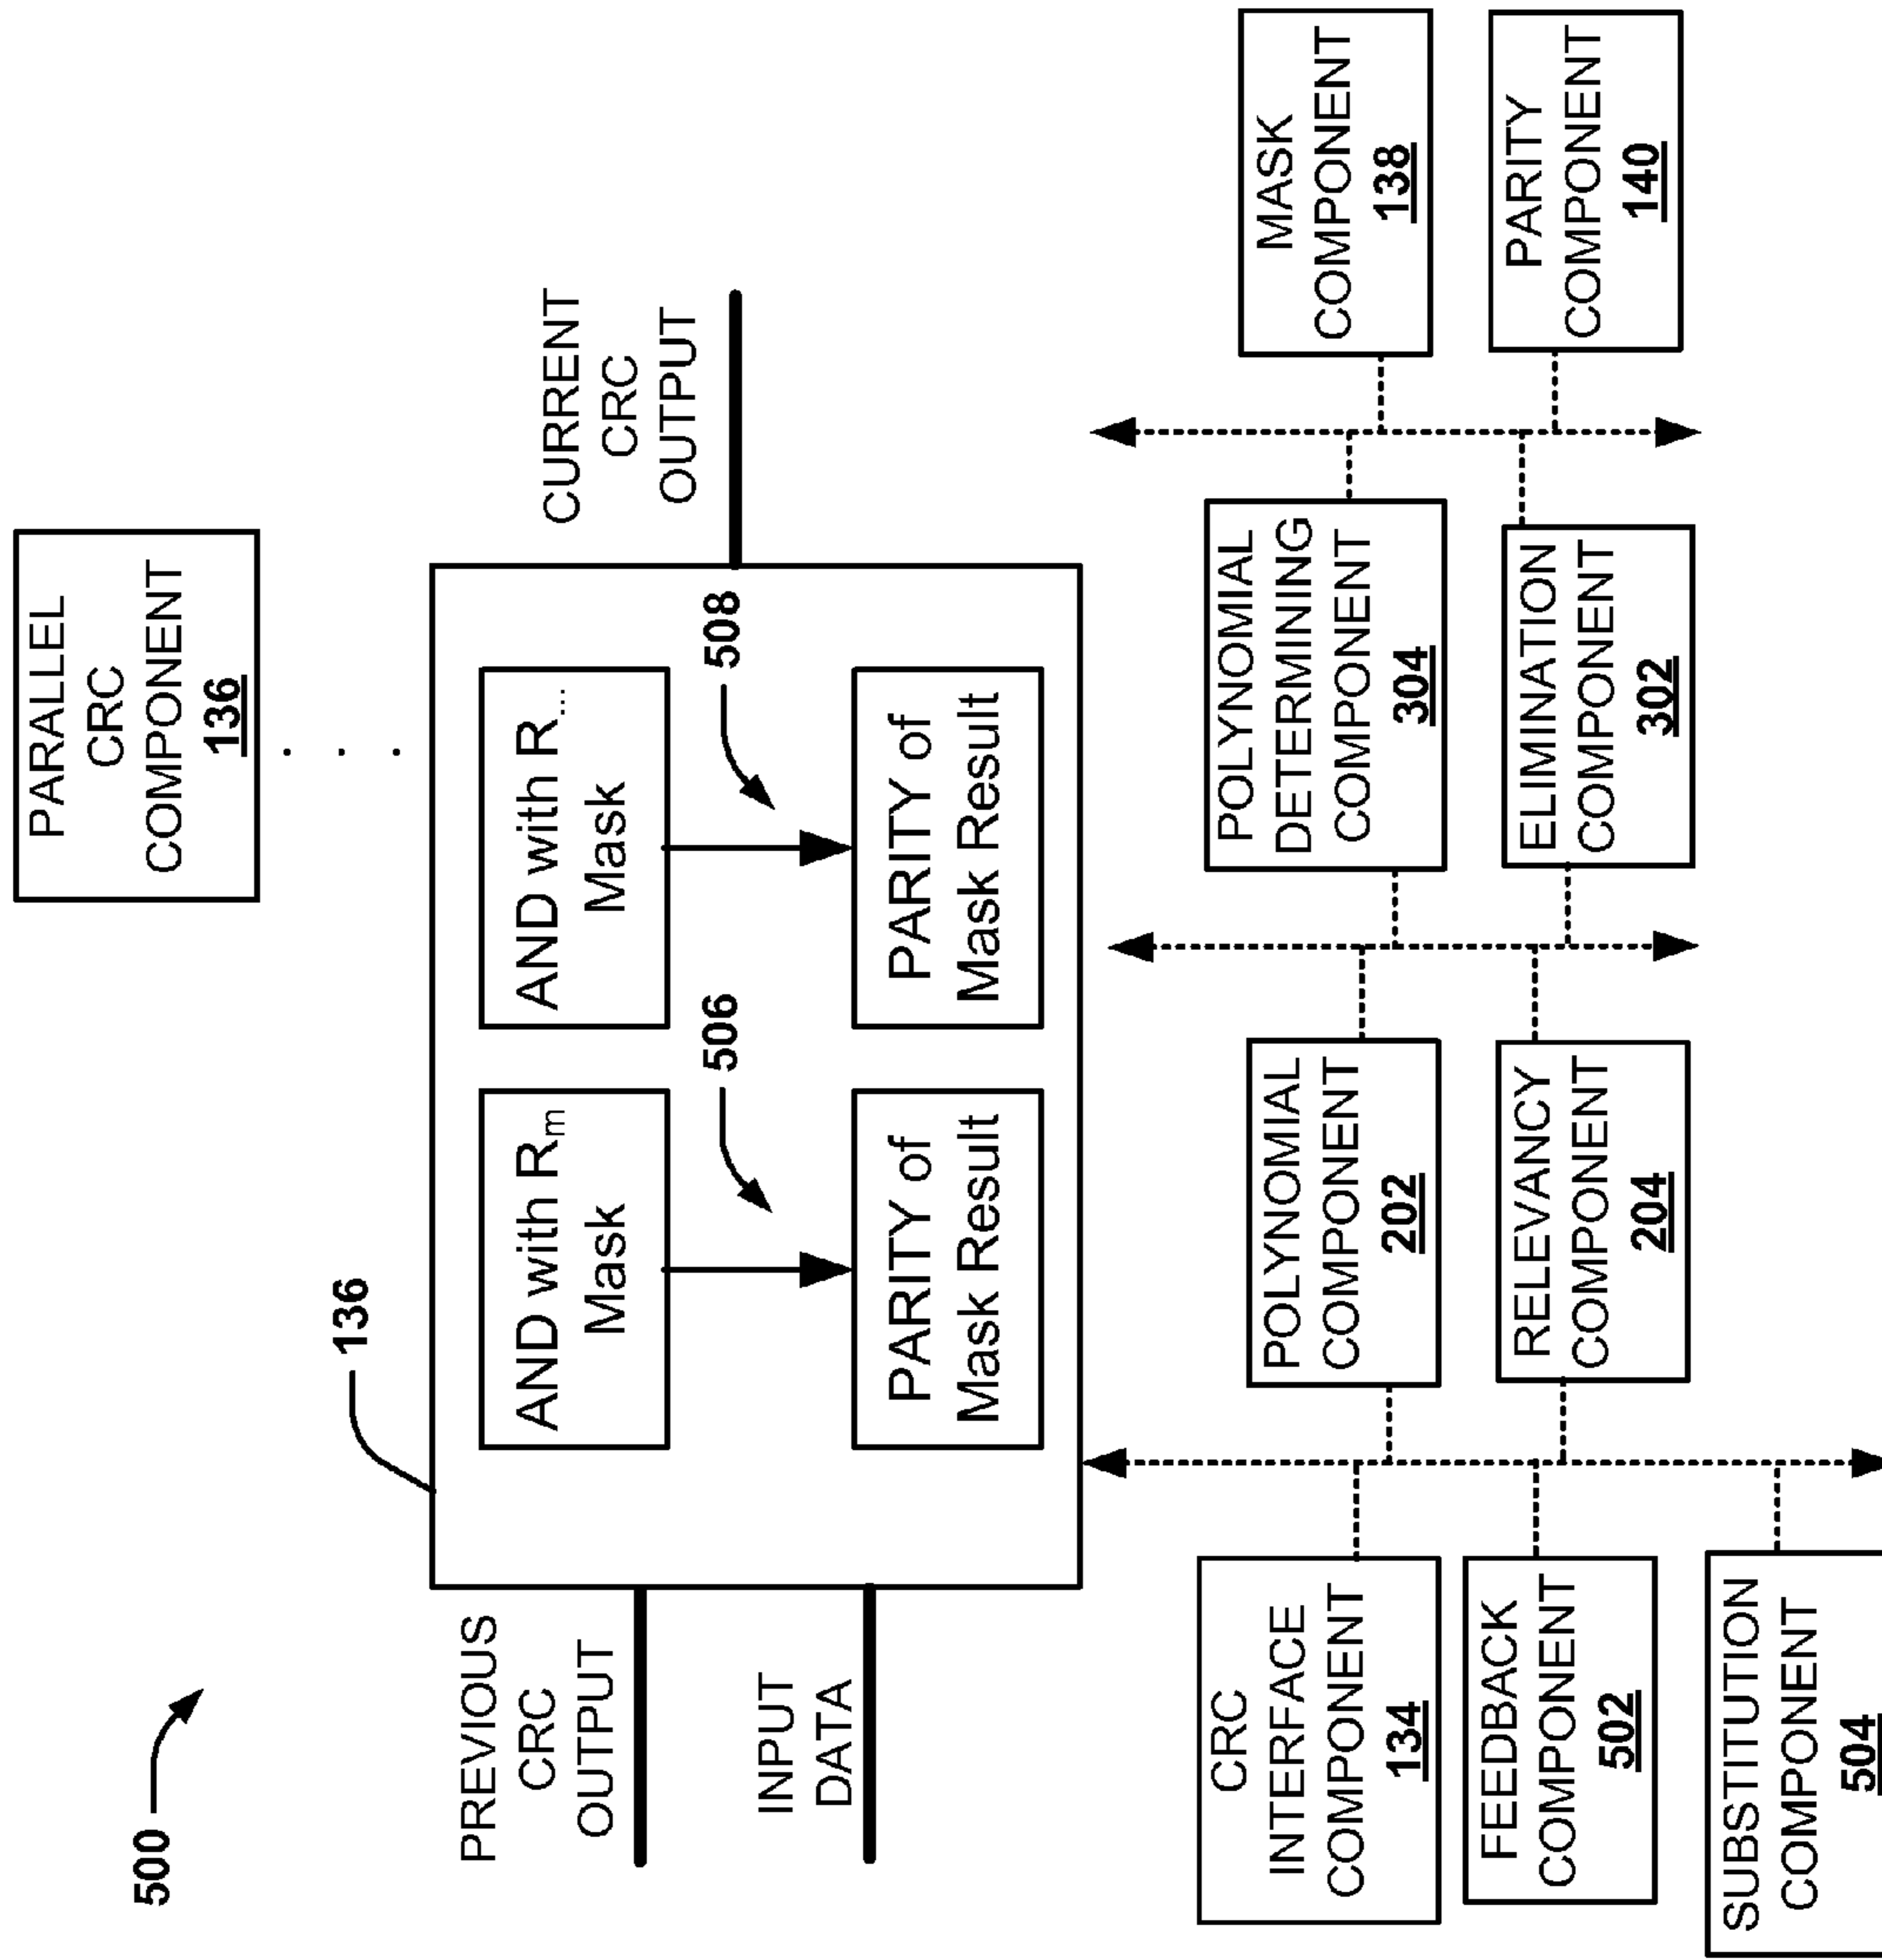 500
PARALLEL
CRC
COMPONENT
136
. . .
136
PREVIOUS
CRC
OUTPUT
INPUT
DATA
AND with Rm
Mask
506
PARITY of
Mask Result
AND with R...
Mask
508
PARITY of
Mask Result
CURRENT
CRC
OUTPUT
CRC
INTERFACE
COMPONENT
134
FEEDBACK
COMPONENT
502
SUBSTITUTION
COMPONENT
504
POLYNOMIAL
COMPONENT
202
RELEVANCY
COMPONENT
204
POLYNOMIAL
DETERMINING
COMPONENT
304
ELIMINATION
COMPONENT
302
MASK
COMPONENT
138
PARITY
COMPONENT
140